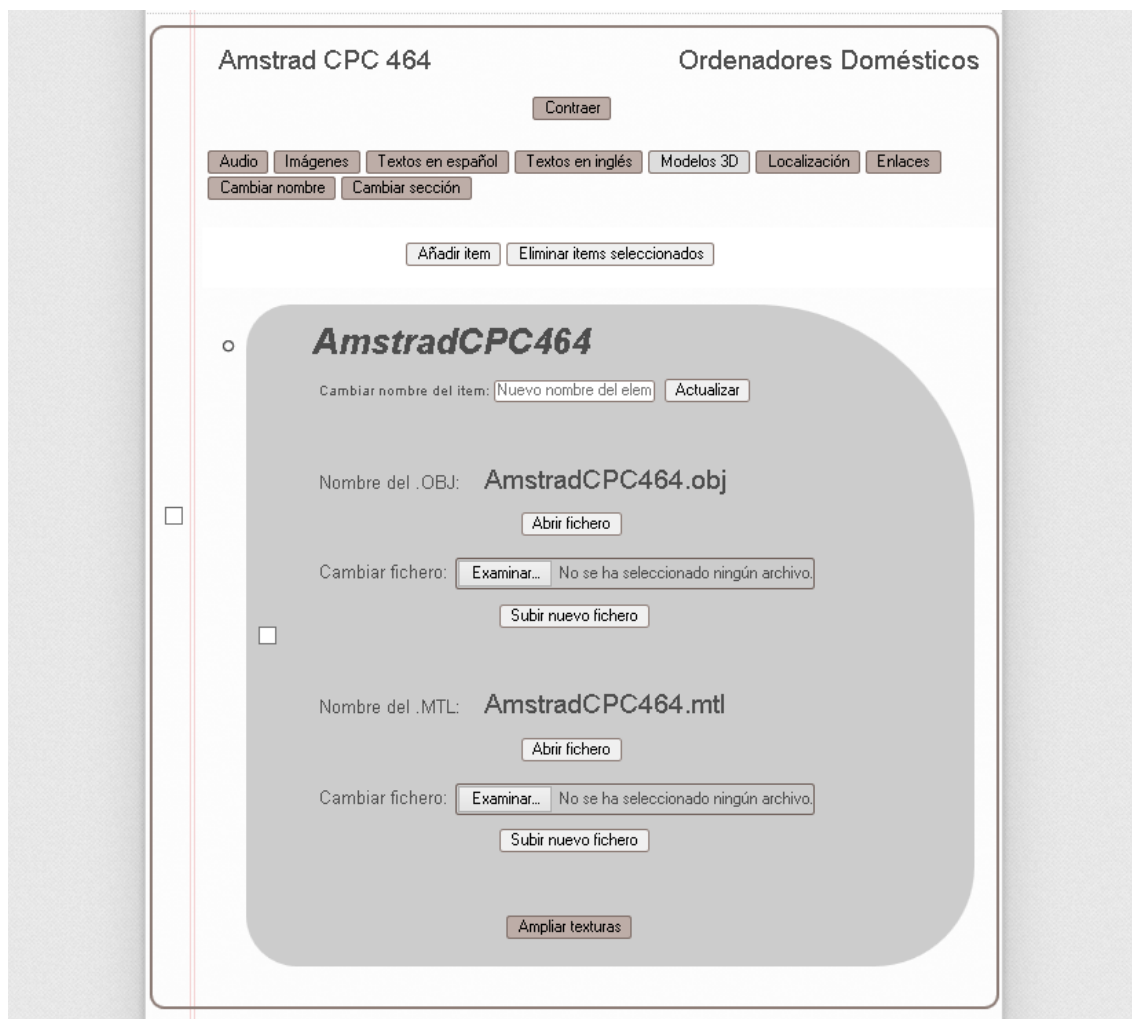 Amstrad CPC 464 Ordenadores Domésticos
Contraer
Audio Imágenes Textos en español Textos en inglés Modelos 3D Localización Enlaces
Cambiar nombre Cambiar sección
Añadir item Eliminar items seleccionados
AmstradCPC464
Cambiar nombre del item: Nuevo nombre del elem Actualizar
Nombre del .OBJ: AmstradCPC464.obj
Abrir fichero
Cambiar fichero: Examinar... No se ha seleccionado ningún archivo.
Subir nuevo fichero
Nombre del .MTL: AmstradCPC464.mtl
Abrir fichero
Cambiar fichero: Examinar... No se ha seleccionado ningún archivo.
Subir nuevo fichero
Ampliar texturas